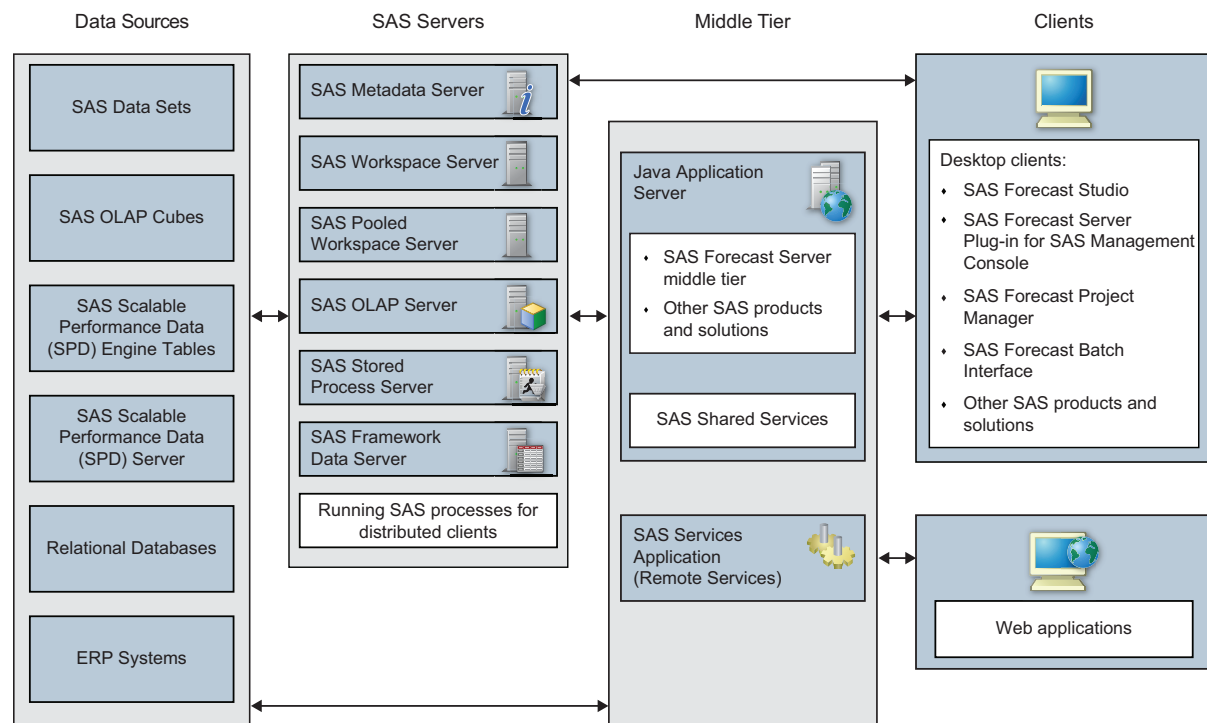 Data Sources
SAS Servers
Middle Tier
Clients
SAS Data Sets
SAS OLAP Cubes
SAS Scalable
Performance Data
(SPD) Engine Tables
SAS Scalable
Performance Data
(SPD) Server
Relational Databases
ERP Systems
SAS Metadata Server
SAS Workspace Server
SAS Pooled
Workspace Server
SAS OLAP Server
SAS Stored
Process Server
SAS Framework
Data Server
Running SAS processes for
distributed clients
Java Application
Server
⬧ SAS Forecast Server
middle tier
⬧ Other SAS products
and solutions
SAS Shared Services
SAS Services
Application
(Remote Services)
Desktop clients:
⬧ SAS Forecast Studio
⬧ SAS Forecast Server
Plug-in for SAS Management
Console
⬧ SAS Forecast Project
Manager
⬧ SAS Forecast Batch
Interface
⬧ Other SAS products and
solutions
Web applications